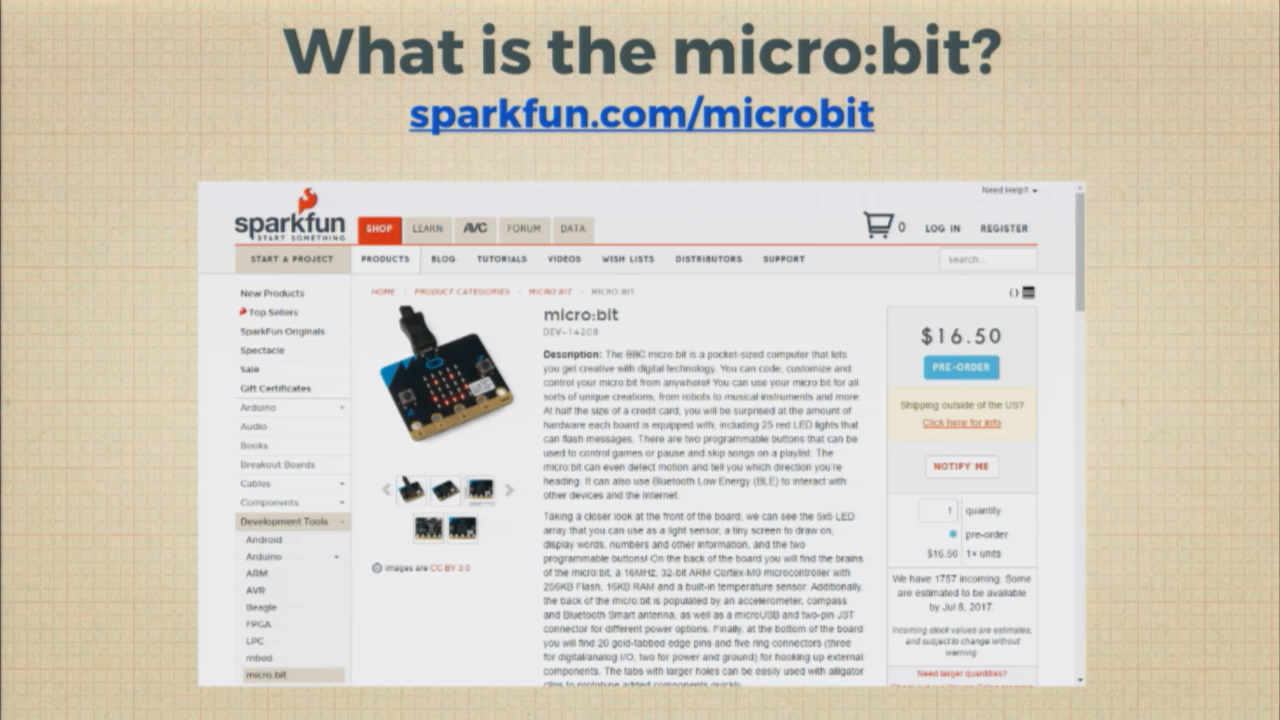 What is the micro:bit?
sparkfun.com/microbit
Need Help?
sparkfun
START SOMETHING
SHOP
LEARN
AVC
FORUM
DATA
0
LOG IN
REGISTER
START A PROJECT
PRODUCTS
BLOG
TUTORIALS
VIDEOS
WISH LISTS
DISTRIBUTORS
SUPPORT
search...
New Products
Top Sellers
SparkFun Originals
Spectacle
Sale
Gift Certificates
Arduino
Audio
Books
Breakout Boards
Cables
Components
Development Tools
Android
Arduino
ARM
AVR
Beagle
FPGA
LPC
mbed
micro:bit
HOME / PRODUCT CATEGORIES / MICRO:BIT / MICRO:BIT
images are CC BY 3.0
micro:bit
DEV-14208
Description: The BBC micro:bit is a pocket-sized computer that lets
you get creative with digital technology. You can code, customize and
control your micro:bit from anywhere! You can use your micro:bit for all
sorts of unique creations, from robots to musical instruments and more
At half the size of a credit card, you will be surprised at the amount of
hardware each board is equipped with, including 25 red LED lights that
can flash messages. There are two programmable buttons that can be
used to control games or pause and skip songs on a playlist. The
micro:bit can even detect motion and tell you which direction you're
heading. It can also use Bluetooth Low Energy (BLE) to interact with
other devices and the Internet.
Taking a closer look at the front of the board, we can see the 5x5 LED
array that you can use as a light sensor, a tiny screen to draw on,
display words, numbers and other information, and the two
programmable buttons! On the back of the board you will find the brains
of the micro:bit, a 16MHz, 32-bit ARM Cortex-M0 microcontroller with
256KB Flash, 16KB RAM and a built-in temperature sensor. Additionally,
the back of the micro:bit is populated by an accelerometer, compass
and Bluetooth Smart antenna, as well as a microUSB and two-pin JST
connector for different power options. Finally, at the bottom of the board
you will find 20 gold-tabbed edge pins and five ring connectors (three
for digital/analog I/O, two for power and ground) for hooking up external
components. The tabs with larger holes can be easily used with alligator
clips to prototype added components quickly.
$16.50
PRE-ORDER
Shipping outside of the US?
Click here for info
NOTIFY ME
1 quantity
pre-order
$16.50 1+ units
We have 1757 incoming. Some
are estimated to be available
by Jul 8, 2017.
Incoming stock values are estimates,
and subject to change without
warning.
Need larger quantities?